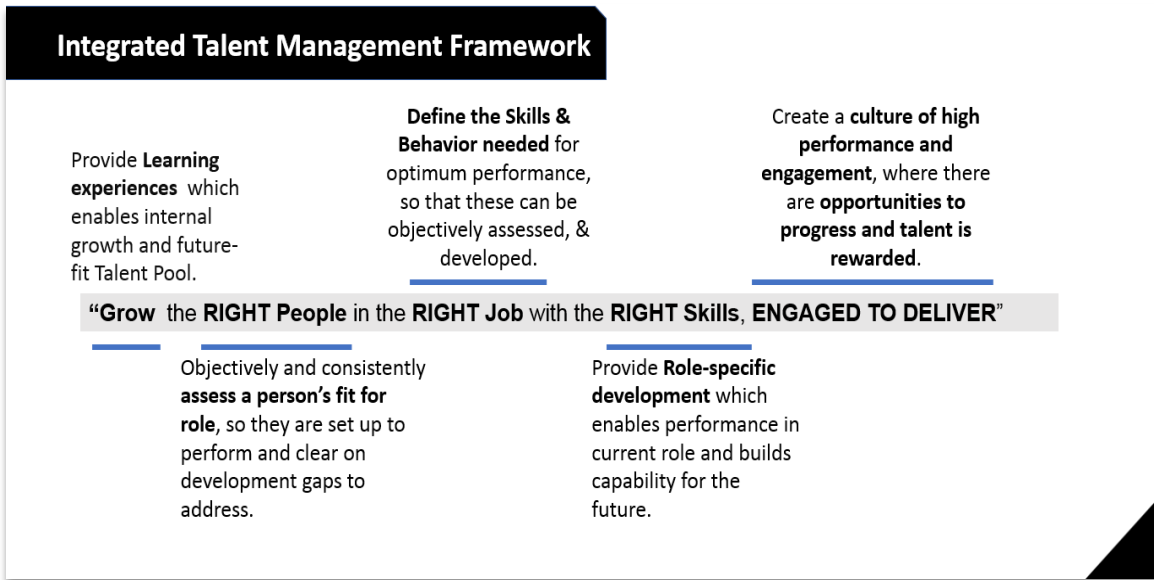 Integrated Talent Management Framework
Provide Learning
experiences which
enables internal
growth and future-
fit Talent Pool.
Define the Skills &
Behavior needed for
optimum performance,
so that these can be
objectively assessed, &
developed.
Create a culture of high
performance and
engagement, where there
are opportunities to
progress and talent is
rewarded.
“Grow the RIGHT People in the RIGHT Job with the RIGHT Skills, ENGAGED TO DELIVER”
Objectively and consistently
assess a person’s fit for
role, so they are set up to
perform and clear on
development gaps to
address.
Provide Role-specific
development which
enables performance in
current role and builds
capability for the
future.